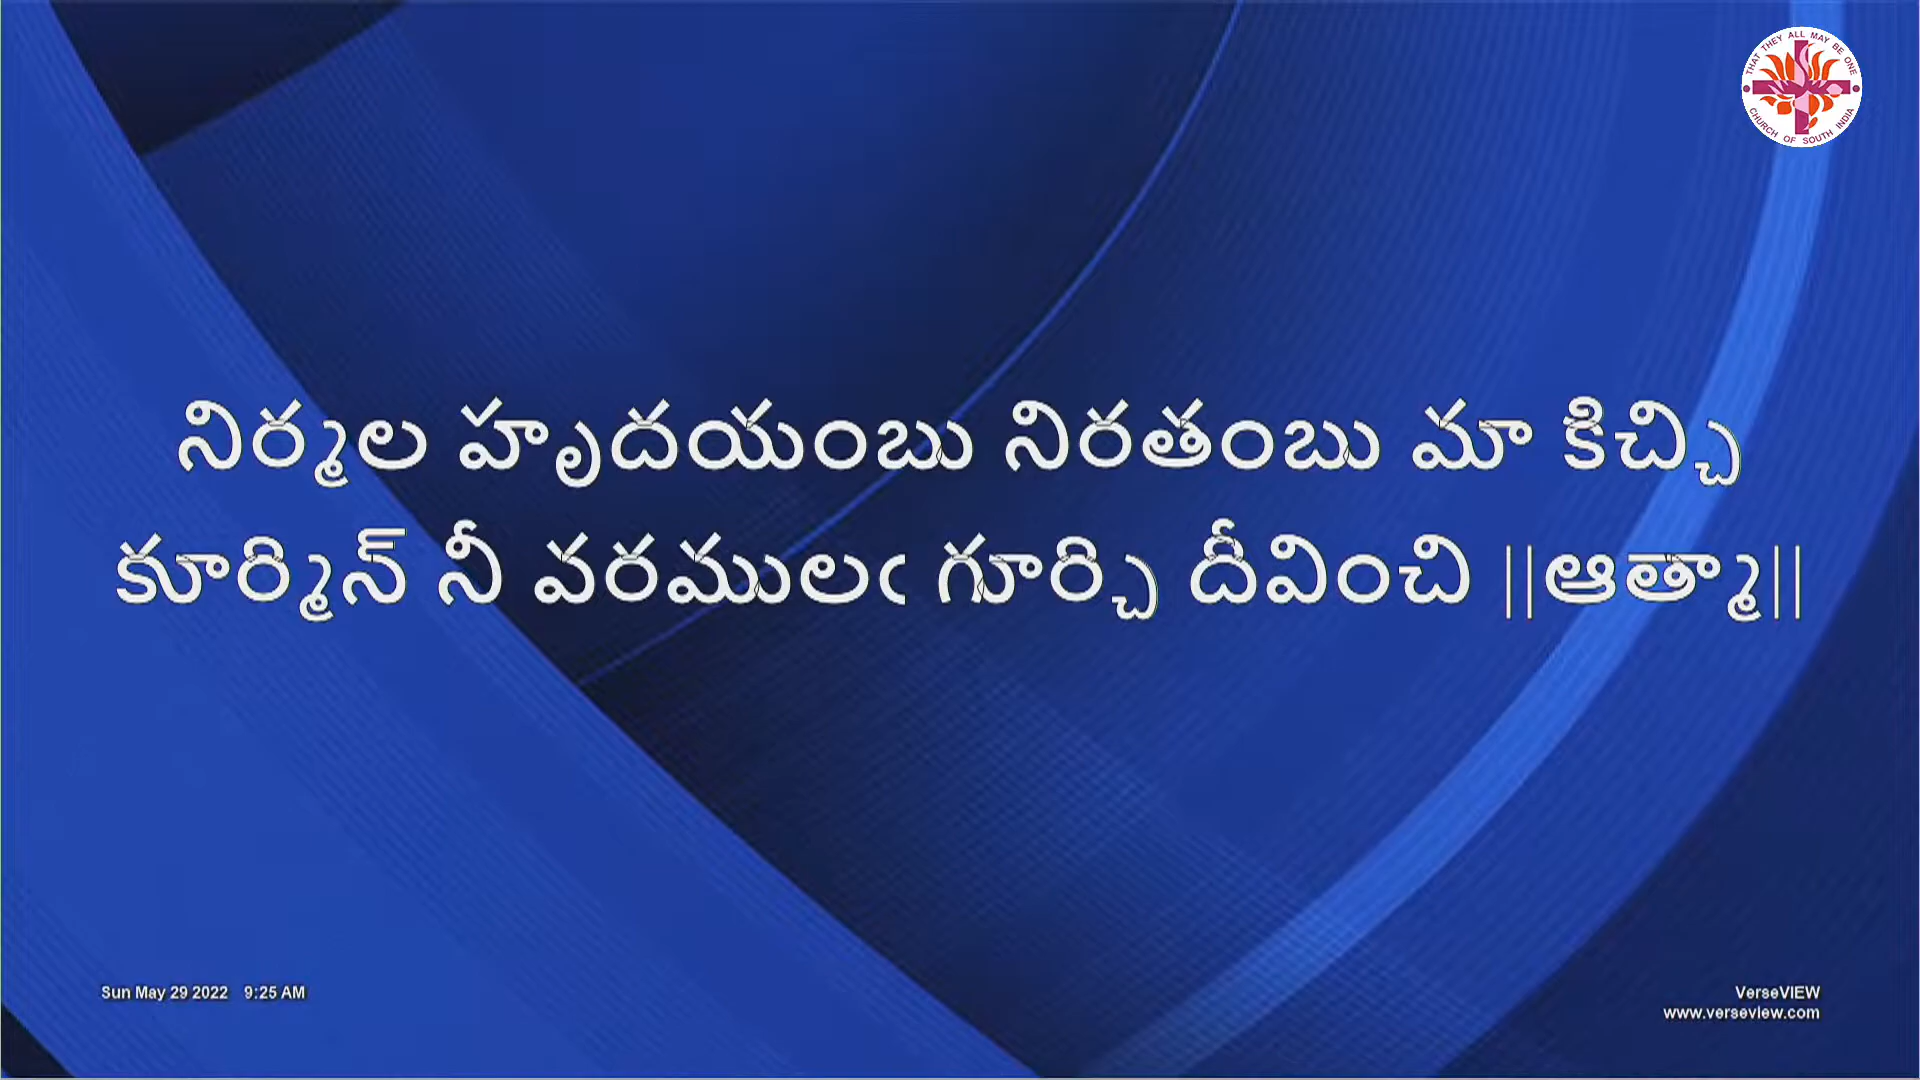 THAT THEY ALL MAY BE ONE
CHURCH OF SOUTH INDIA
నిర్మల హృదయంబు నిరతంబు మా కిచ్చి
కూర్మిన్ నీ వరములఁ గూర్చి దీవించి ||ఆత్మా||
Sun May 29 2022 9:25 AM
VerseVIEW
www.verseview.com